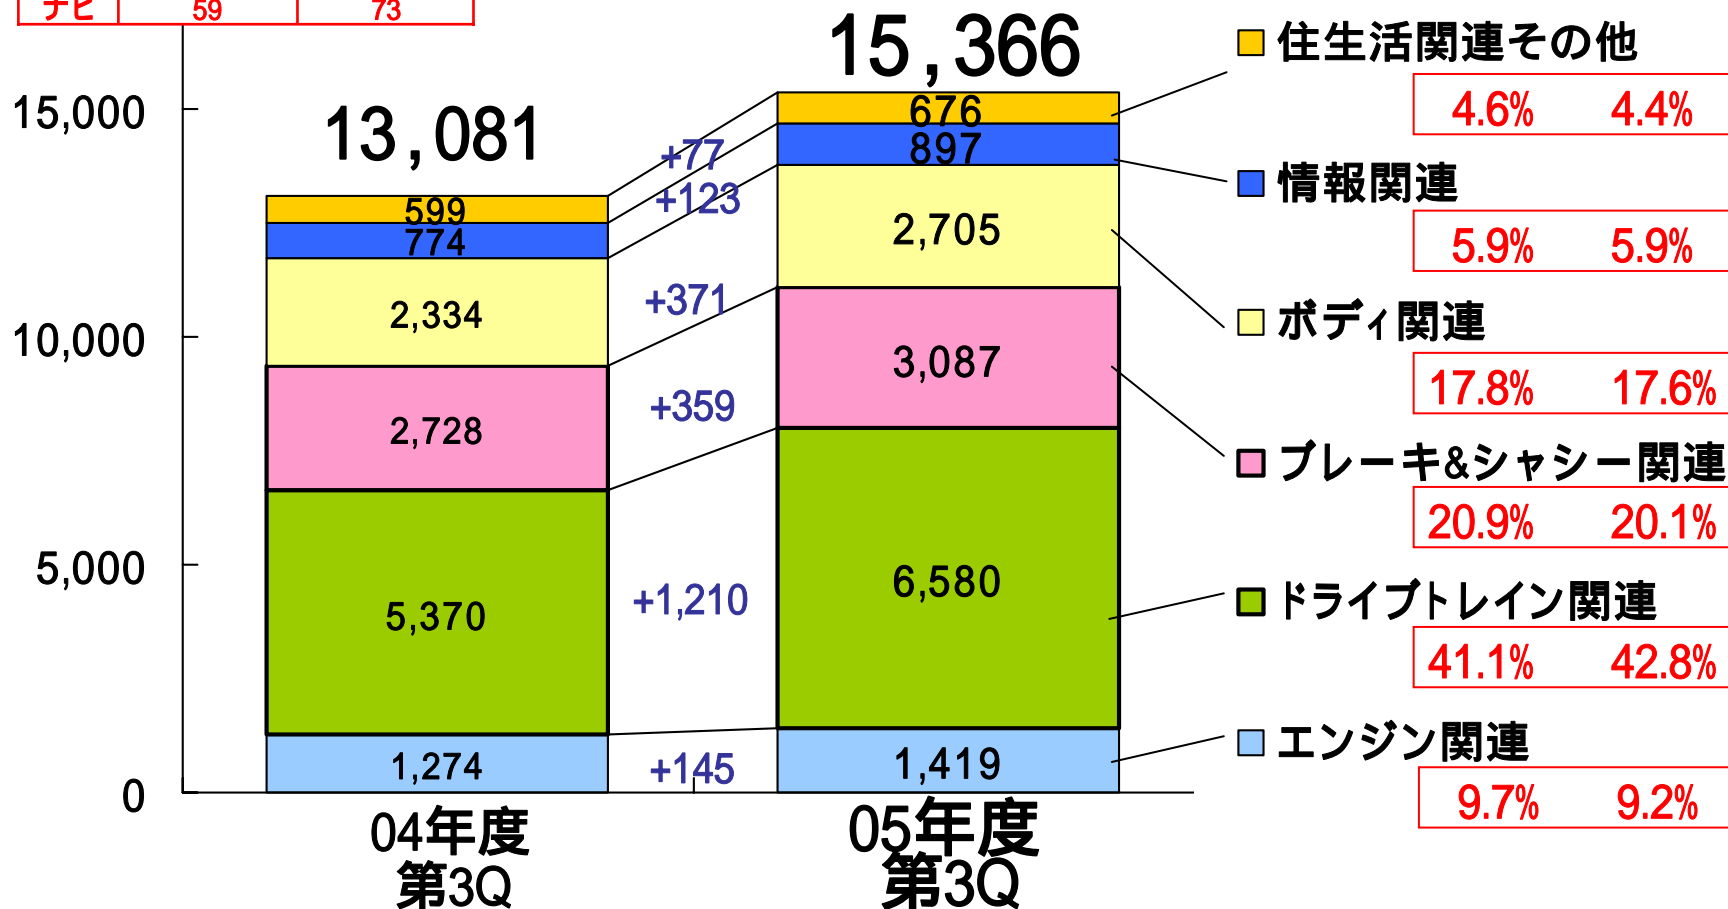 ナビ 59 73
15,366
13,081
15,000
10,000
5,000
0
599
774
2,334
2,728
5,370
1,274
+77
+123
+371
+359
+1,210
+145
676
897
2,705
3,087
6,580
1,419
04年度
第3Q
05年度
第3Q
住生活関連その他
4.6% 4.4%
情報関連
5.9% 5.9%
ボディ関連
17.8% 17.6%
ブレーキ&シャシー関連
20.9% 20.1%
ドライブトレイン関連
41.1% 42.8%
エンジン関連
9.7% 9.2%